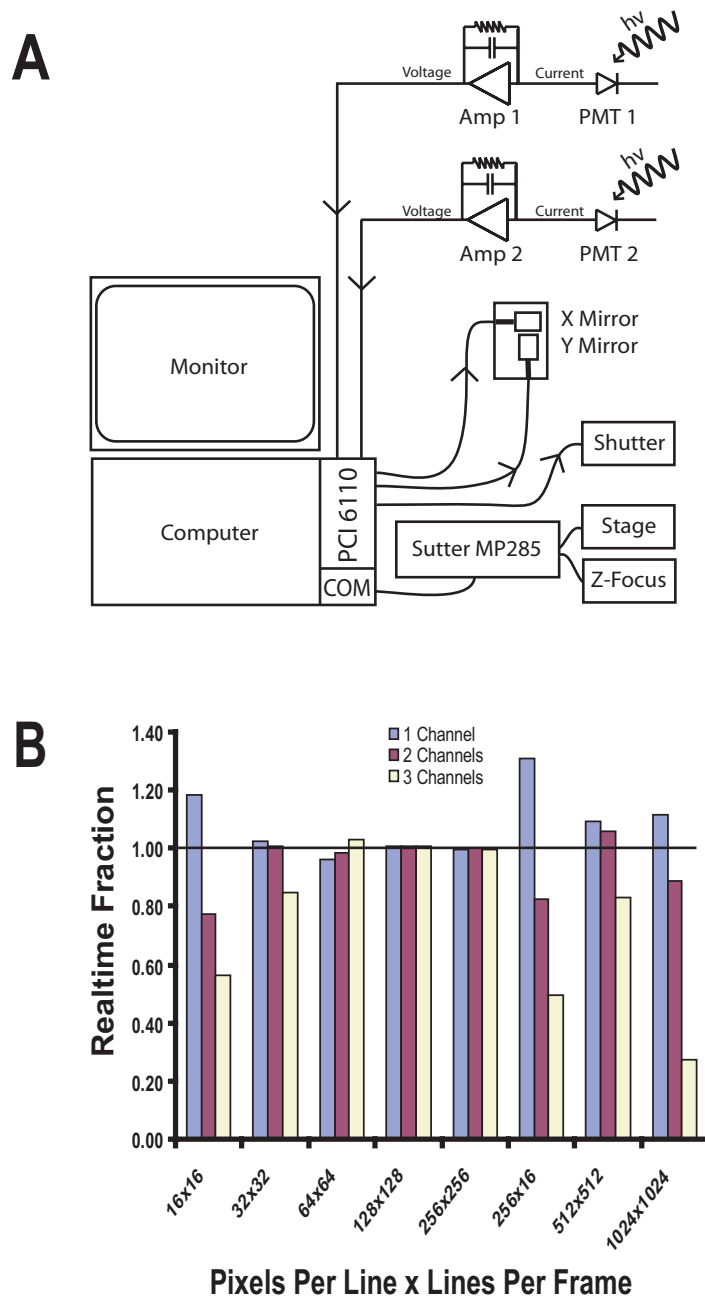 A
hν
Voltage
Current
Amp 1
PMT 1
hν
Voltage
Current
Amp 2
PMT 2
X Mirror
Y Mirror
Monitor
Shutter
Computer
PCI 6110
COM
Sutter MP285
Stage
Z-Focus
B
1 Channel
2 Channels
3 Channels
Realtime Fraction
1.40
1.20
1.00
0.80
0.60
0.40
0.20
0.00
16x16
32x32
64x64
128x128
256x256
256x16
512x512
1024x1024
Pixels Per Line x Lines Per Frame